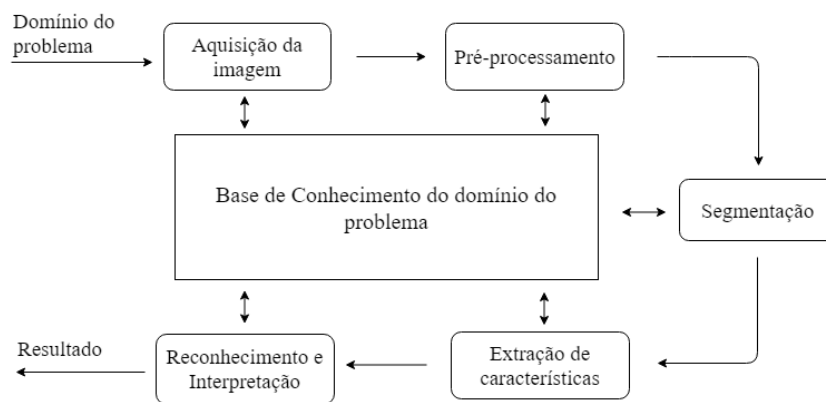 Domínio do
problema
Aquisição da
imagem
Pré-processamento
Base de Conhecimento do domínio do
problema
Segmentação
Resultado
Reconhecimento e
Interpretação
Extração de
características